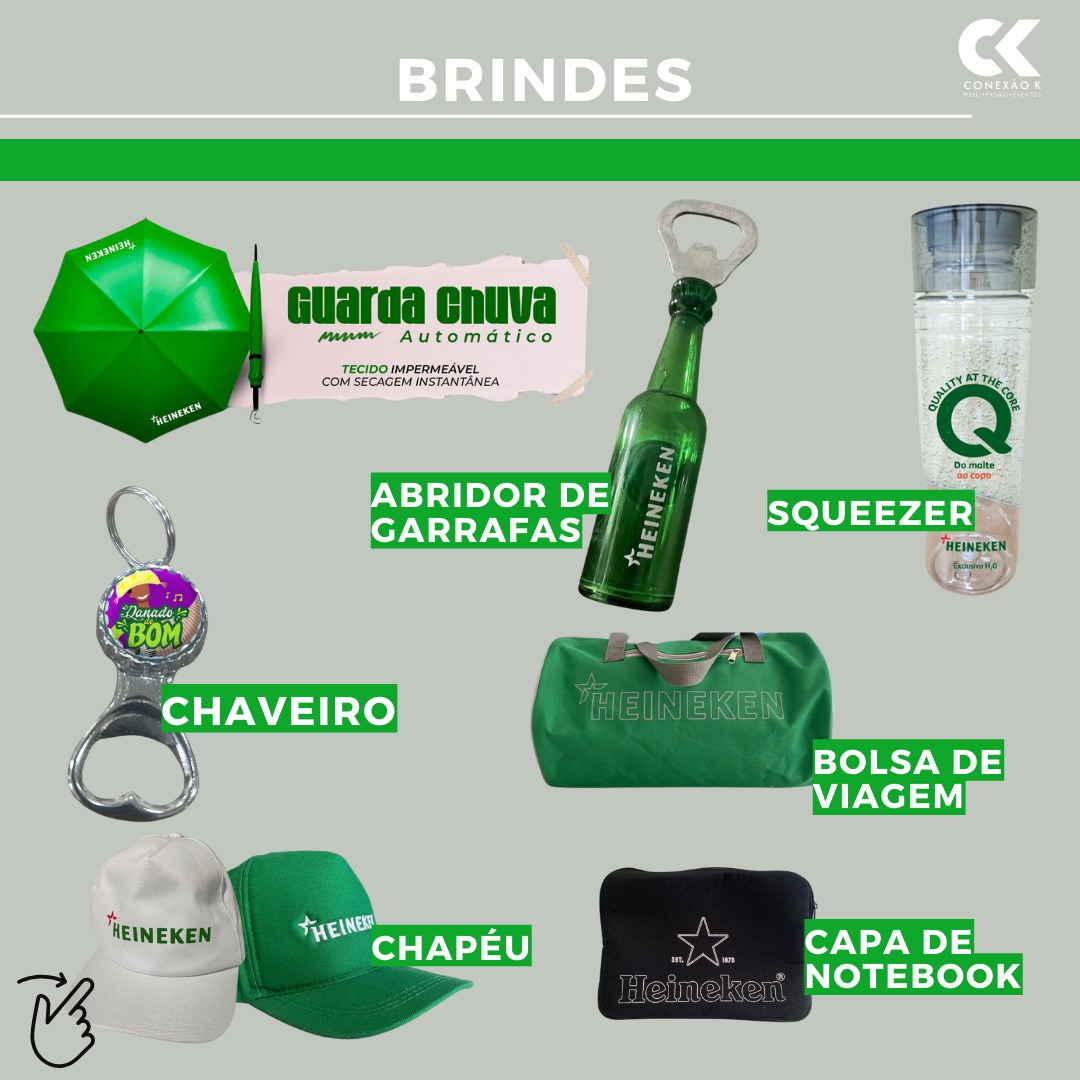 BRINDES
CK
CONEXÃO K
PUBLI•PROMO•EVENTOS
HEINEKEN
HEINEKEN
Guarda Chuva
Automático
TECIDO IMPERMEÁVEL
COM SECAGEM INSTANTÂNEA
ABRIDOR DE
GARRAFAS
HEINEKEN
QUALITY AT THE CORE
Q
Do malte
ao copo
SQUEEZER
HEINEKEN
Exclusivo H₂O
Danado
de
BOM
CHAVEIRO
HEINEKEN
BOLSA DE
VIAGEM
HEINEKEN
HEINEKEN
CHAPÉU
EST. 1873
Heineken®
CAPA DE
NOTEBOOK